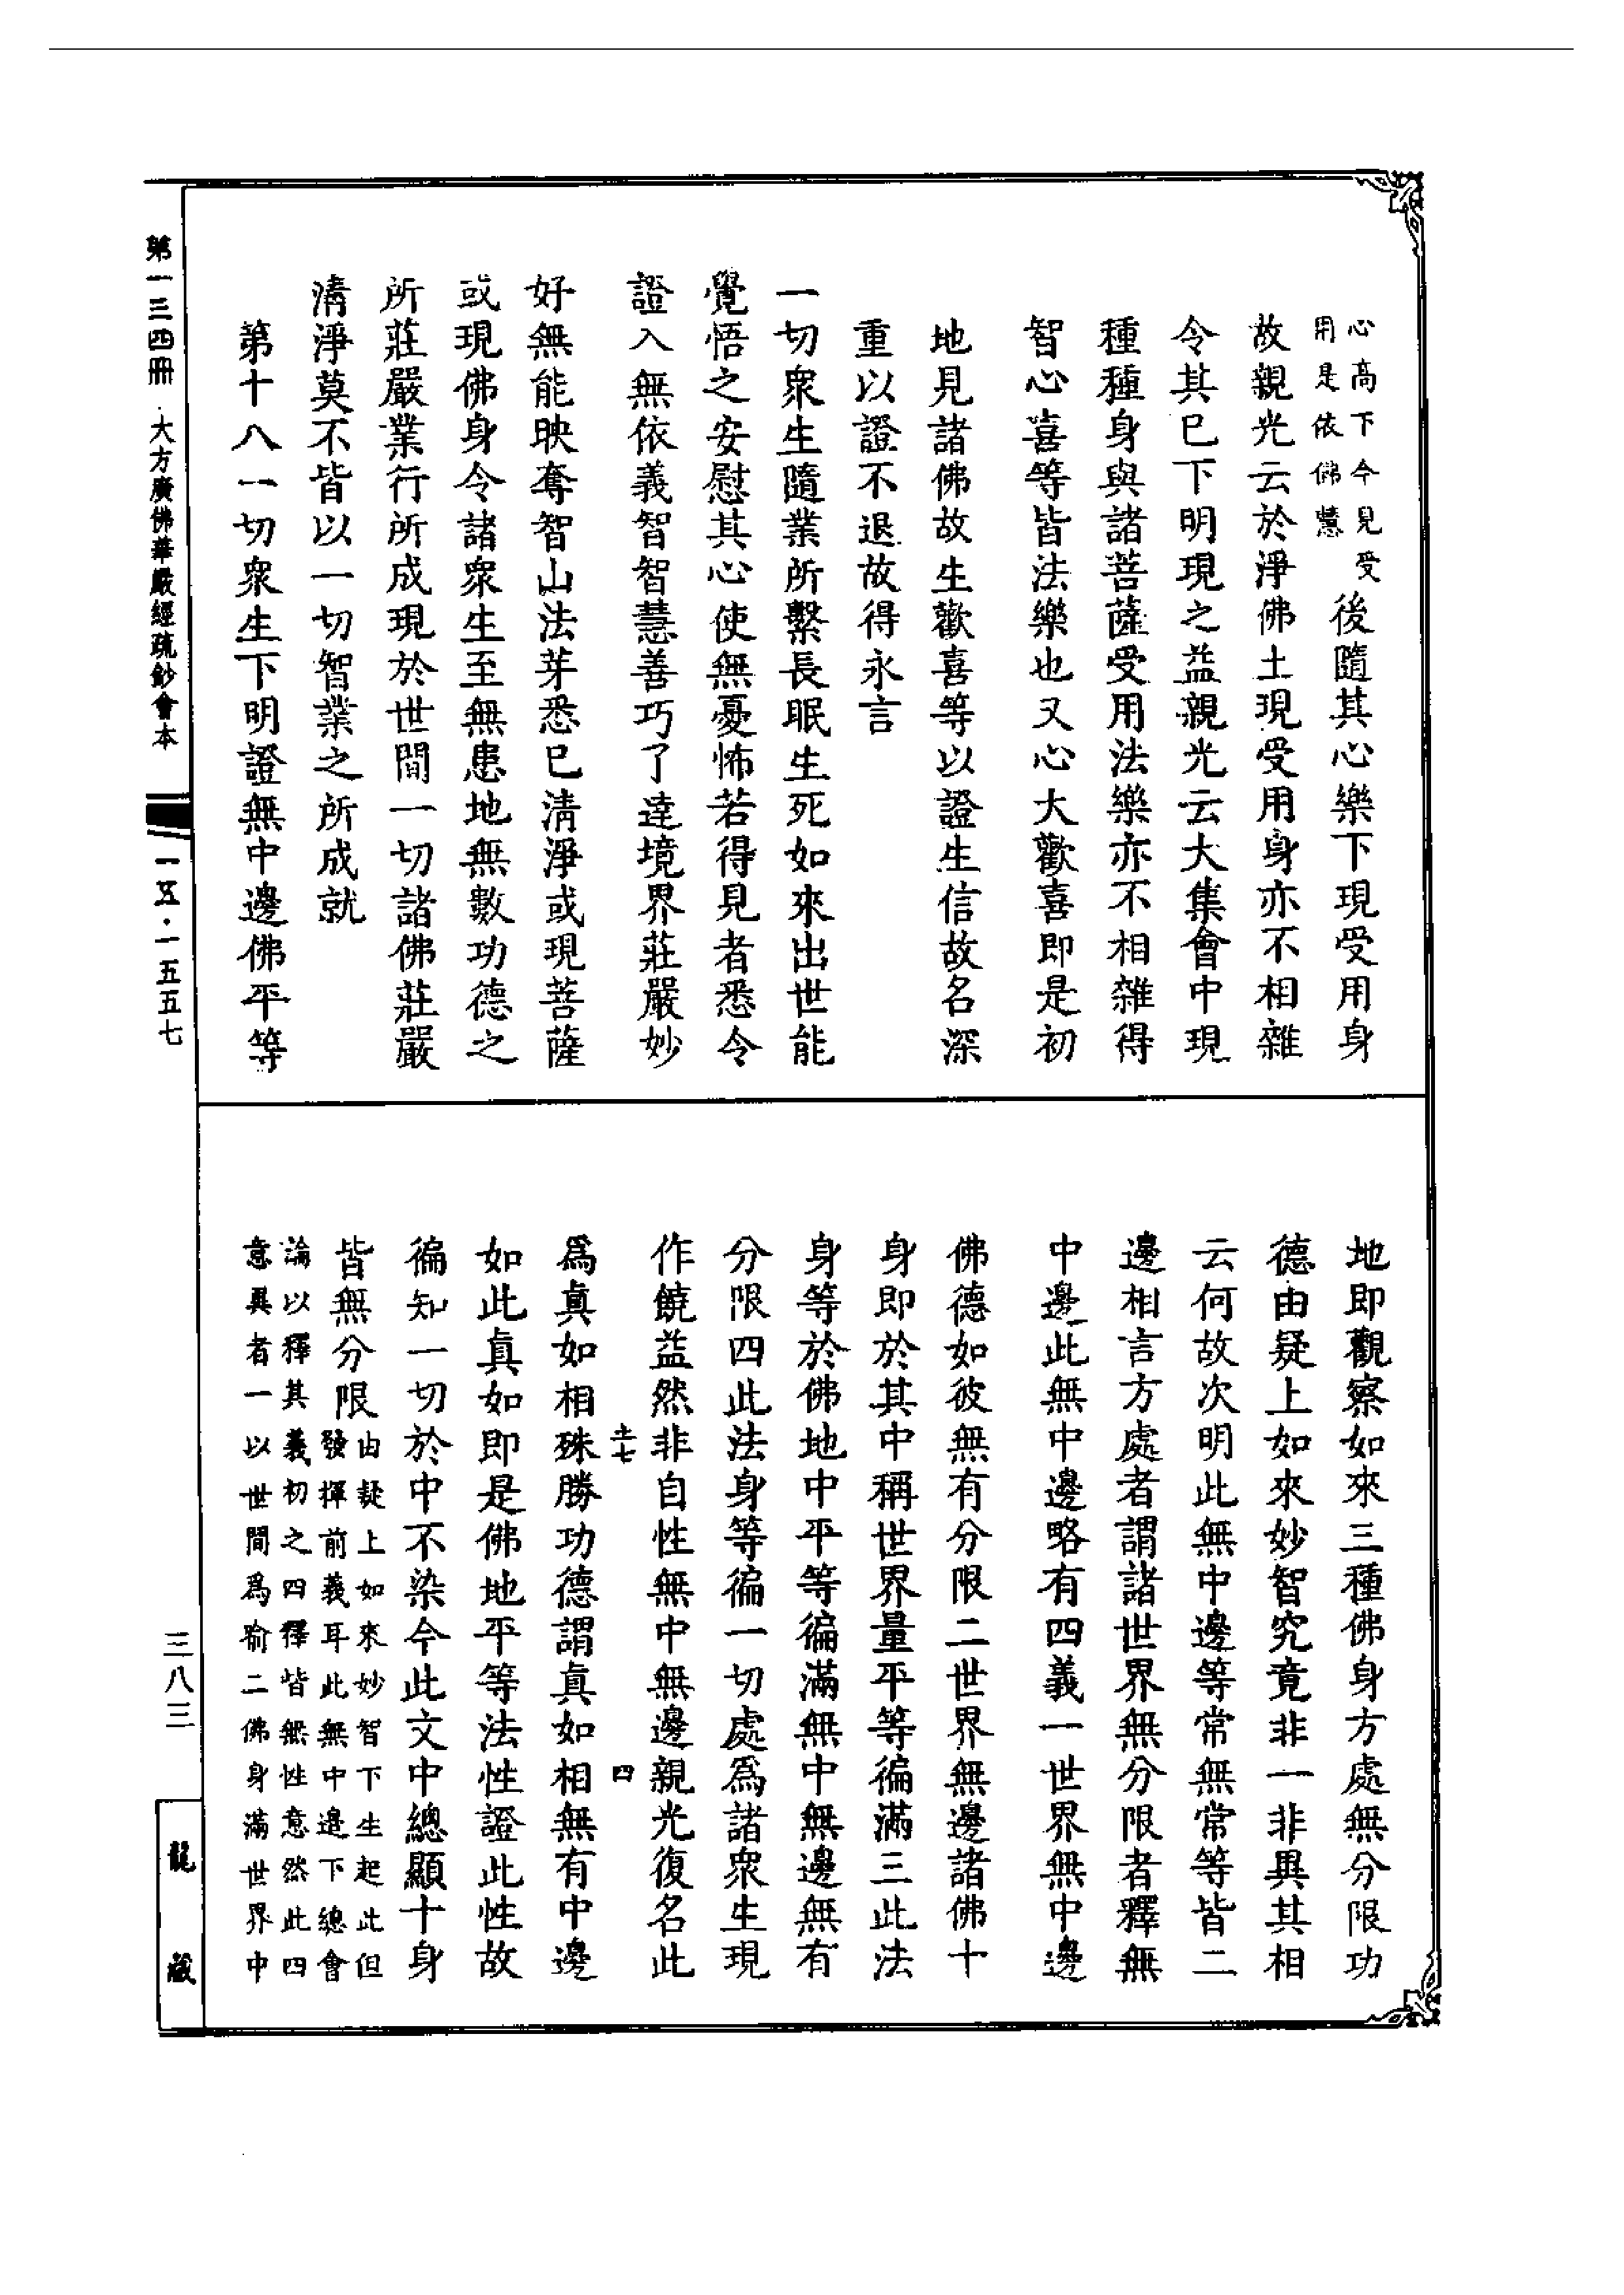 心高下今見受
用是依佛慧
後隨其心樂下現受用身
故親光云於淨佛土現受用身亦不相雜
令其已下明現之益親光云大集會中現
種種身與諸菩薩受用法樂亦不相雜得
智心喜等皆法樂也又心大歡喜即是初
地見諸佛故生歡喜等以證生信故名深
重以證不退故得永言
一切衆生隨業所繫長眠生死如來出世能
覺悟之安慰其心使無憂怖若得見者悉令
證入無依義智智慧善巧了達境界莊嚴妙
好無能映奪智山法芽悉已清淨或現菩薩
或現佛身令諸衆生至無患地無數功德之
所莊嚴業行所成現於世間一切諸佛莊嚴
清淨莫不皆以一切智業之所成就
第十八一切衆生下明證無中邊佛平等
地即觀察如來三種佛身方處無分限功
德由疑上如來妙智究竟非一非異其相
云何故次明此無中邊等常無常等皆二
邊相言方處者謂諸世界無分限者釋無
中邊此無中邊略有四義一世界無中邊
佛德如彼無有分限二世界無邊諸佛十
身即於其中稱世界量平等徧滿三此法
身等於佛地中平等徧滿無中無邊無有
分限四此法身等徧一切處爲諸衆生現
作饒益然非自性無中無邊親光復名此
十七 四
爲真如相殊勝功德謂真如相無有中邊
如此真如即是佛地平等法性證此性故
徧知一切於中不染今此文中總顯十身
皆無分限
由疑上如來妙智下生起此但
發揮前義耳此無中邊下總會
論以釋其義初之四釋皆無性意然此四
意異者一以世間爲喻二佛身滿世界中
第一三四冊 大方廣佛華嚴經疏鈔會本
一五·一五五七
三八三
龍藏